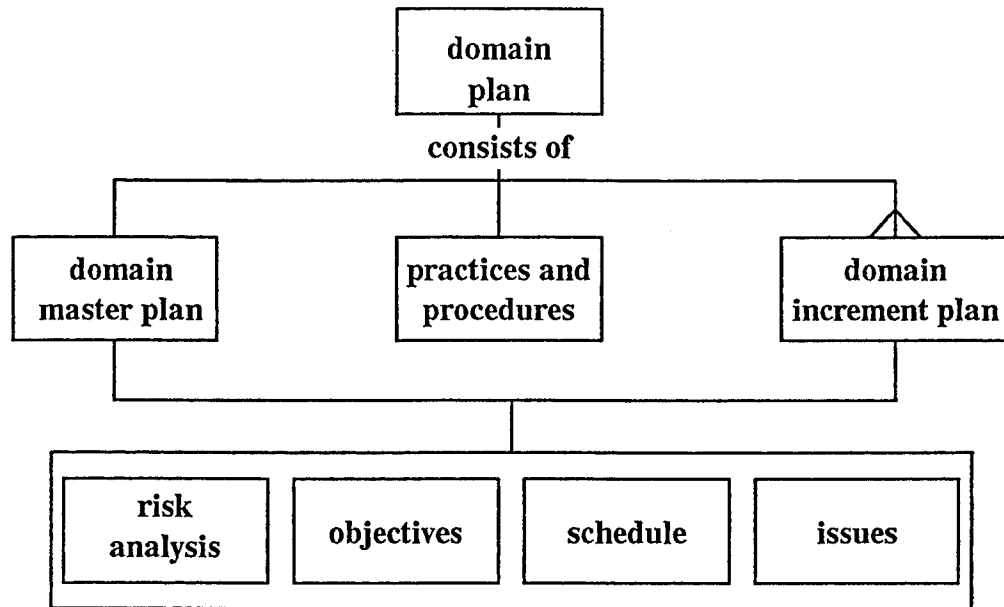 domain
plan
consists of
domain
master plan
practices and
procedures
domain
increment plan
risk
analysis
objectives
schedule
issues